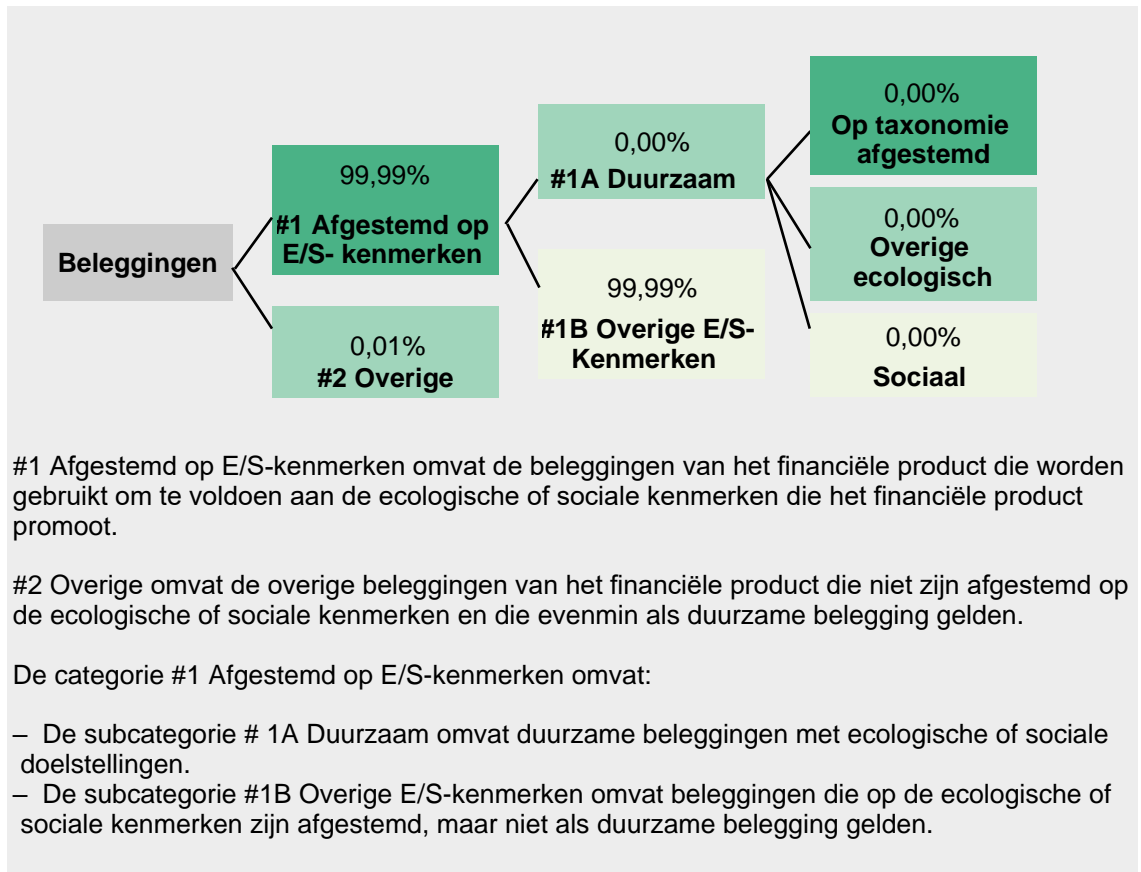 Beleggingen
99,99%
#1 Afgestemd op
E/S- kenmerken
0,01%
#2 Overige
0,00%
#1A Duurzaam
99,99%
#1B Overige E/S-
Kenmerken
0,00%
Op taxonomie
afgestemd
0,00%
Overige
ecologisch
0,00%
Sociaal
#1 Afgestemd op E/S-kenmerken omvat de beleggingen van het financiële product die worden
gebruikt om te voldoen aan de ecologische of sociale kenmerken die het financiële product
promoot.
#2 Overige omvat de overige beleggingen van het financiële product die niet zijn afgestemd op
de ecologische of sociale kenmerken en die evenmin als duurzame belegging gelden.
De categorie #1 Afgestemd op E/S-kenmerken omvat:
– De subcategorie # 1A Duurzaam omvat duurzame beleggingen met ecologische of sociale
doelstellingen.
– De subcategorie #1B Overige E/S-kenmerken omvat beleggingen die op de ecologische of
sociale kenmerken zijn afgestemd, maar niet als duurzame belegging gelden.